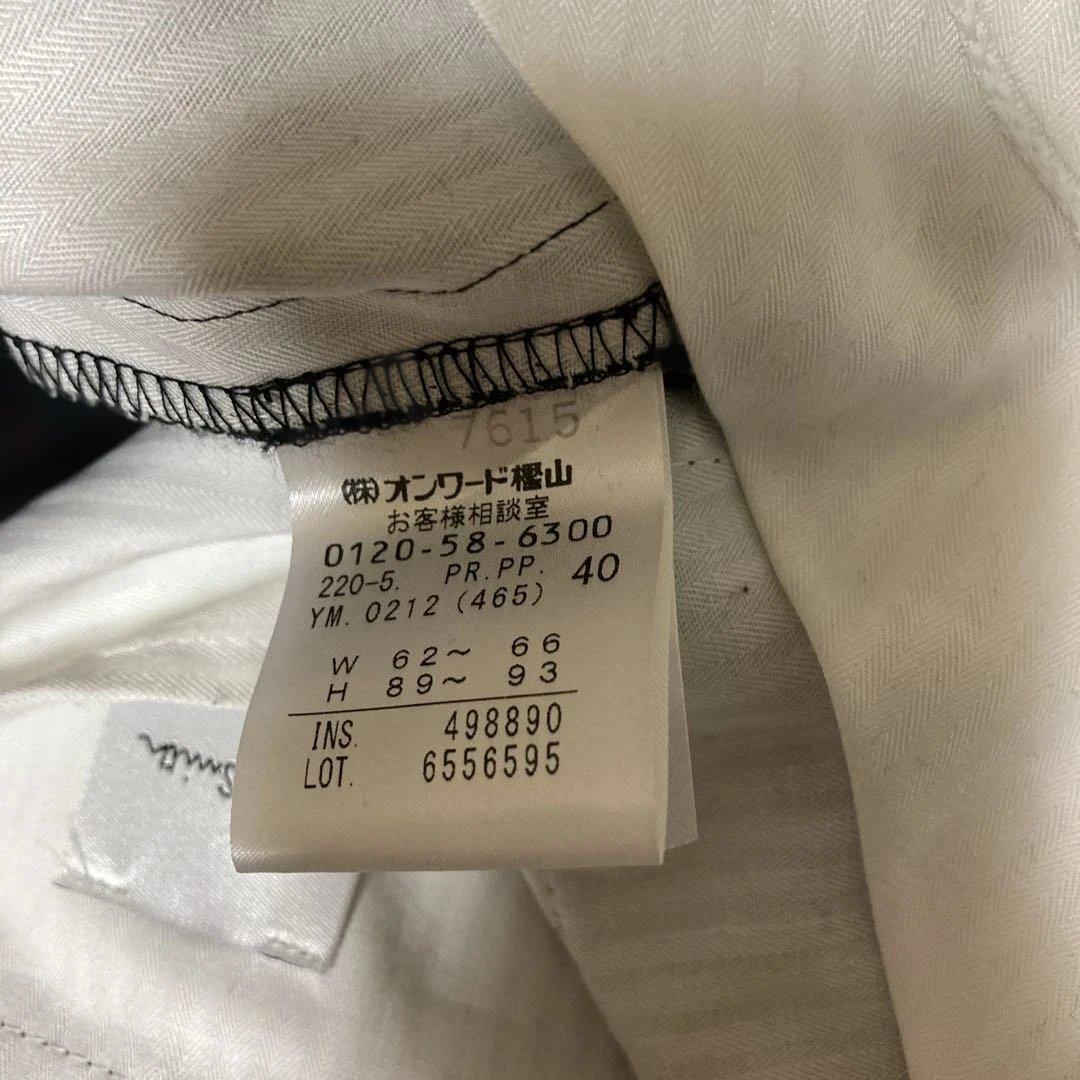 7615
㈱オンワード樫山
お客様相談室
0120-58-6300
220-5. PR.PP. 40
YM. 0212 (465)
W 62～ 66
H 89～ 93
INS. 498890
LOT. 6556595
Smith